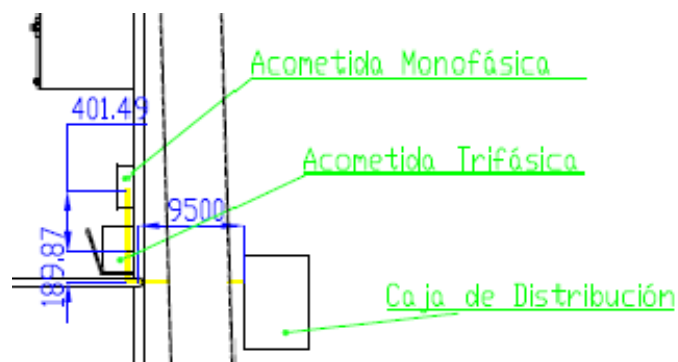 Acometida Monofásica
401.49
Acometida Trifásica
9500
189.87
Caja de Distribución